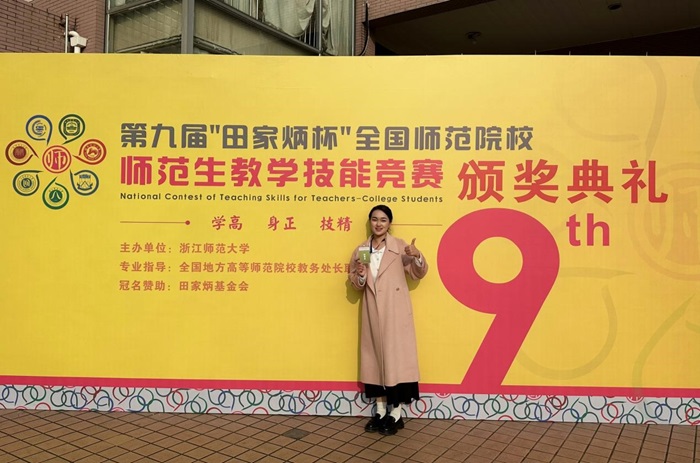 第九届"田家炳杯"全国师范院校
师范生教学技能竞赛 颁奖典礼
National Contest of Teaching Skills for Teachers-College Students
9th
学高 身正 技精
主办单位：浙江师范大学
专业指导：全国地方高等师范院校教务处长
冠名赞助：田家炳基金会